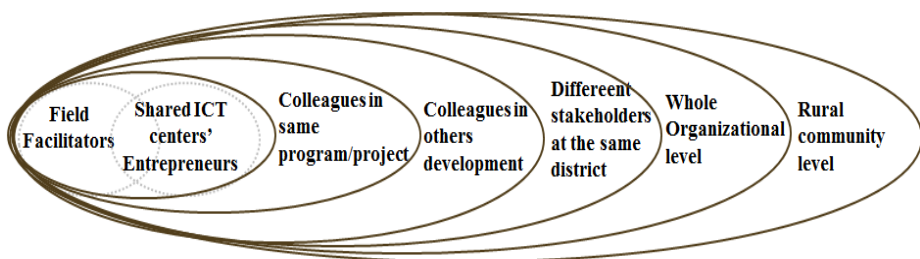 Field
Facilitators
Shared ICT
centers’
Entrepreneurs
Colleagues in
same
program/project
Colleagues in
others
development
Differeent
stakeholders
at the same
district
Whole
Organizational
level
Rural
community
level